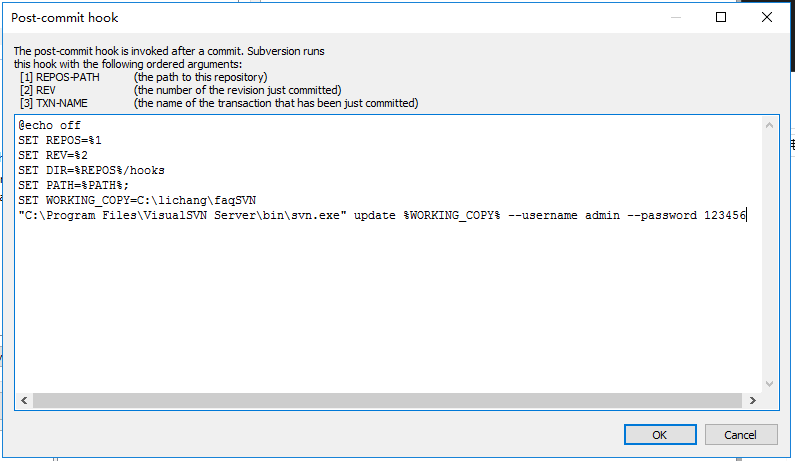 Post-commit hook
The post-commit hook is invoked after a commit. Subversion runs
this hook with the following ordered arguments:
[1] REPOS-PATH (the path to this repository)
[2] REV (the number of the revision just committed)
[3] TXN-NAME (the name of the transaction that has been just committed)
@echo off
SET REPOS=%1
SET REV=%2
SET DIR=%REPOS%/hooks
SET PATH=%PATH%;
SET WORKING_COPY=C:\lichang\faqSVN
"C:\Program Files\VisualSVN Server\bin\svn.exe" update %WORKING_COPY% --username admin --password 123456
OK Cancel